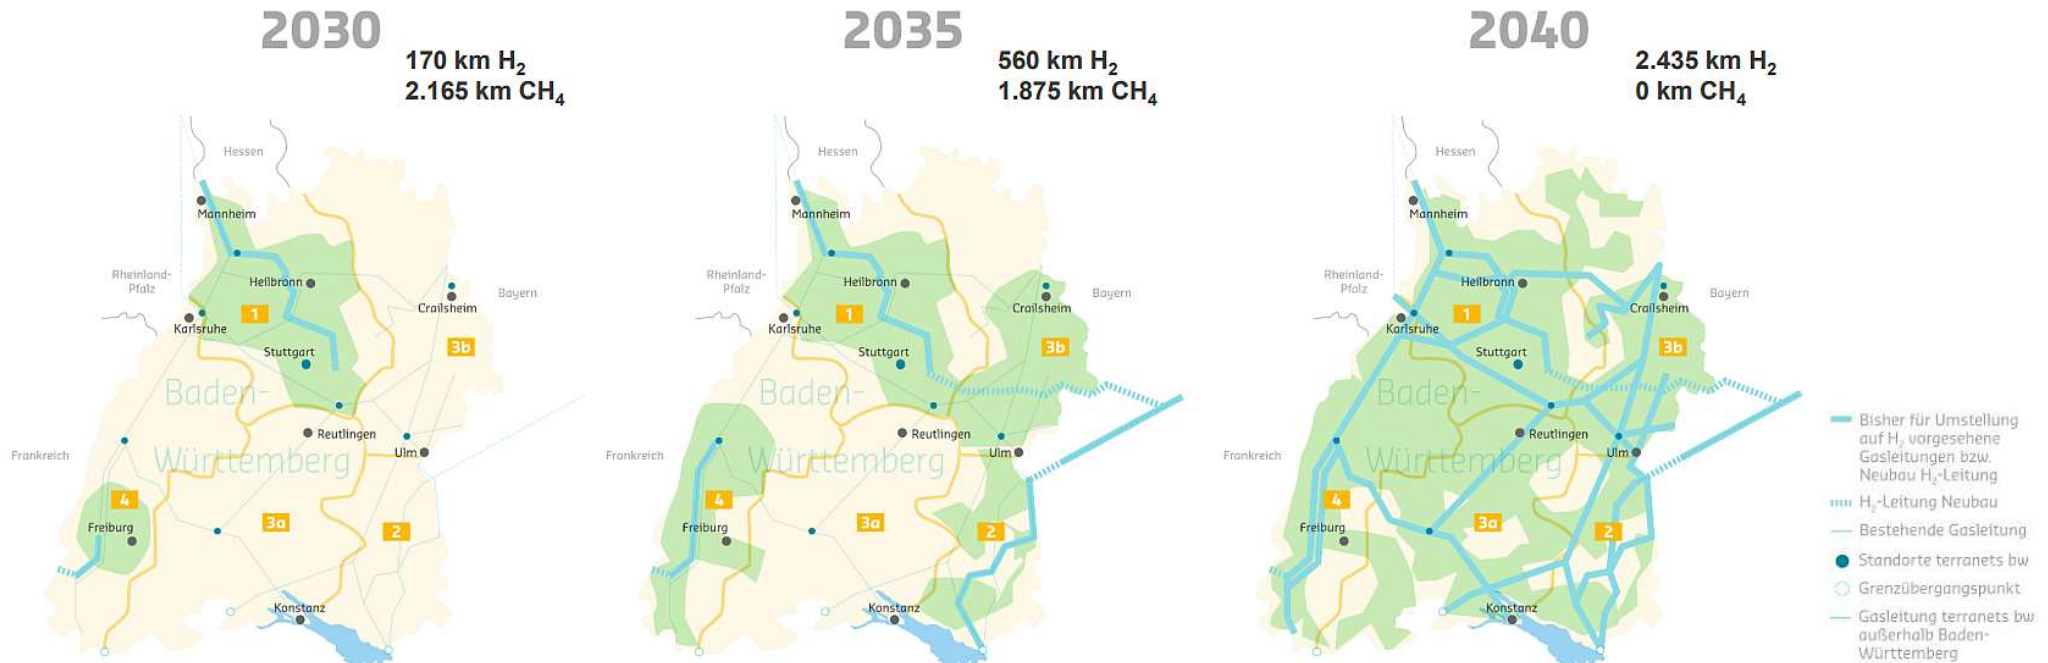 2030
170 km H₂
2.165 km CH₄
Hessen
Mannheim
Rheinland-
Pfalz
Heilbronn
Bayern
Crailsheim
1
Karlsruhe
3b
Stuttgart
Baden-
Reutlingen
Ulm
Württemberg
Frankreich
4
Freiburg
3a
2
Konstanz
2035
560 km H₂
1.875 km CH₄
Hessen
Mannheim
Rheinland-
Pfalz
Heilbronn
Bayern
Crailsheim
1
Karlsruhe
3b
Stuttgart
Baden-
Reutlingen
Ulm
Württemberg
Frankreich
4
Freiburg
3a
2
Konstanz
2040
2.435 km H₂
0 km CH₄
Hessen
Mannheim
Rheinland-
Pfalz
Heilbronn
Bayern
Crailsheim
1
Karlsruhe
3b
Stuttgart
Baden-
Reutlingen
Ulm
Württemberg
Frankreich
4
Freiburg
3a
2
Konstanz
Bisher für Umstellung
auf H₂ vorgesehene
Gasleitungen bzw.
Neubau H₂-Leitung
H₂-Leitung Neubau
Bestehende Gasleitung
Standorte terranets bw
Grenzübergangspunkt
Gasleitung terranets bw
außerhalb Baden-
Württemberg